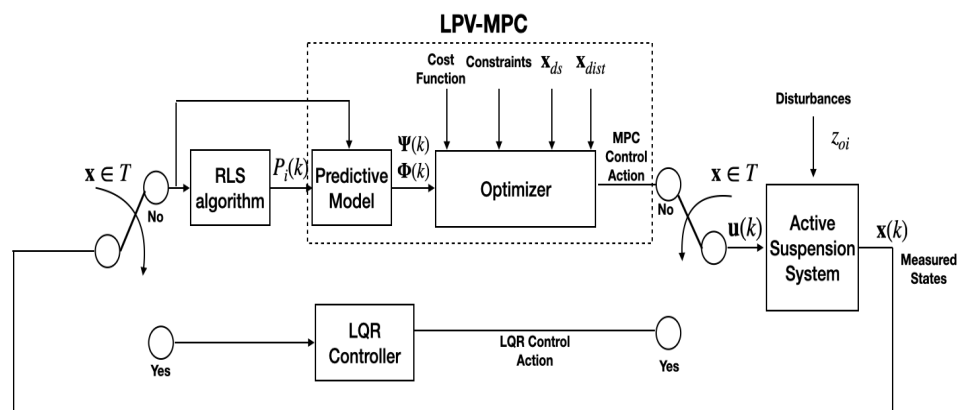 LPV-MPC
Cost
Function
Constraints
x_ds
x_dist
Disturbances
z_oi
x ∈ T
No
RLS
algorithm
P_i(k)
Predictive
Model
Ψ(k)
Φ(k)
Optimizer
MPC
Control
Action
No
x ∈ T
u(k)
Active
Suspension
System
x(k)
Measured
States
Yes
LQR
Controller
LQR Control
Action
Yes